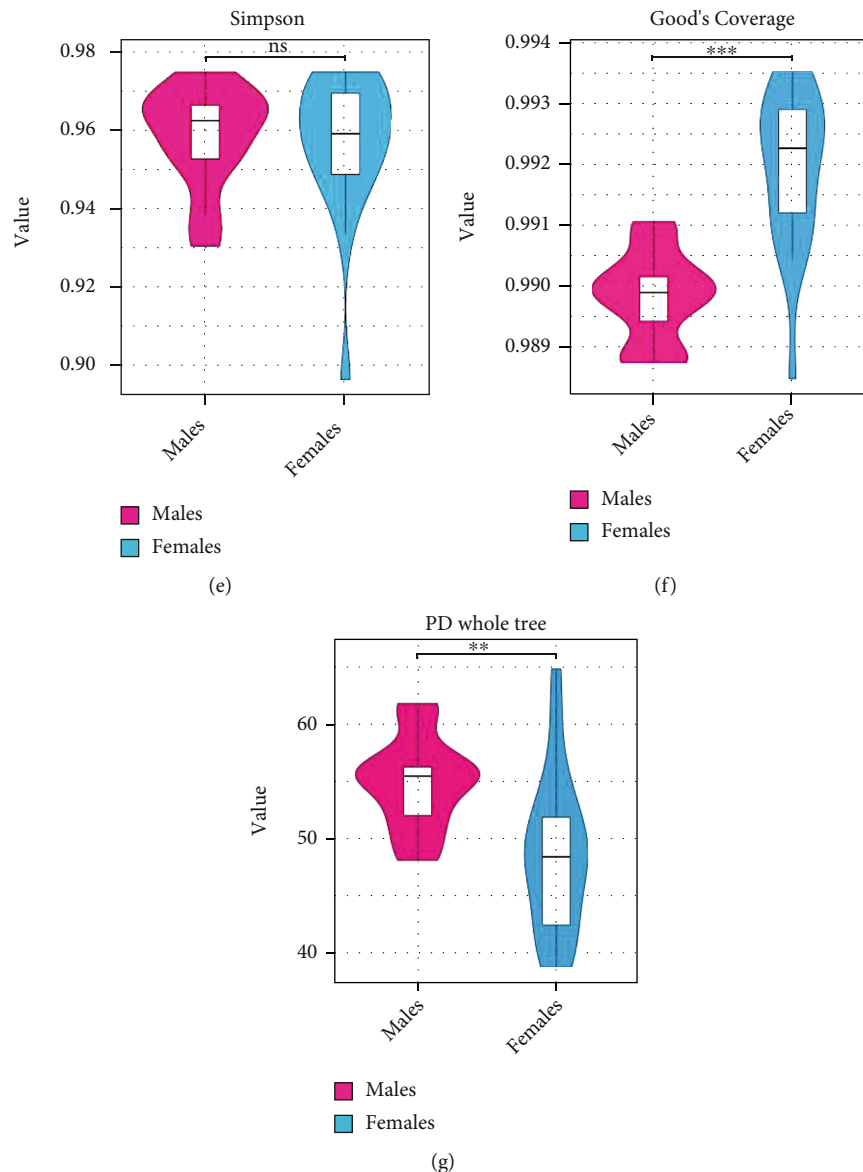 Simpson
ns
Value
0.98
0.96
0.94
0.92
0.90
Males
Females
Males
Females
(e)
Good's Coverage
***
Value
0.994
0.993
0.992
0.991
0.990
0.989
Males
Females
Males
Females
(f)
PD whole tree
**
Value
60
50
40
Males
Females
Males
Females
(g)